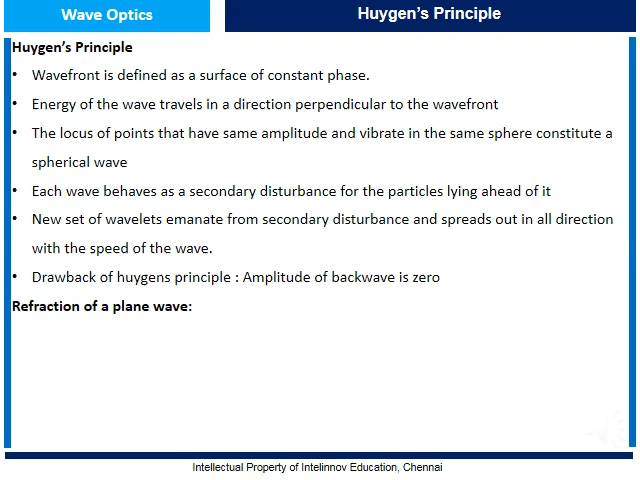 Wave Optics
Huygen's Principle
Huygen's Principle
• Wavefront is defined as a surface of constant phase.
• Energy of the wave travels in a direction perpendicular to the wavefront
• The locus of points that have same amplitude and vibrate in the same sphere constitute a
spherical wave
• Each wave behaves as a secondary disturbance for the particles lying ahead of it
• New set of wavelets emanate from secondary disturbance and spreads out in all direction
with the speed of the wave.
• Drawback of huygens principle : Amplitude of backwave is zero
Refraction of a plane wave:
Intellectual Property of Intelinnov Education, Chennai